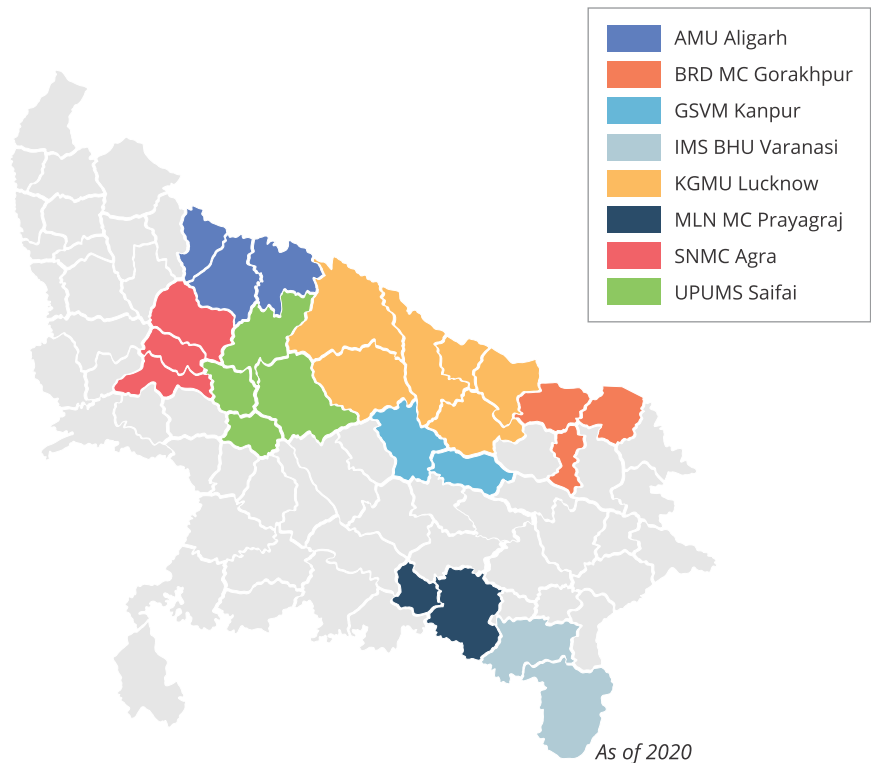 AMU Aligarh
BRD MC Gorakhpur
GSVM Kanpur
IMS BHU Varanasi
KGMU Lucknow
MLN MC Prayagraj
SNMC Agra
UPUMS Saifai
As of 2020